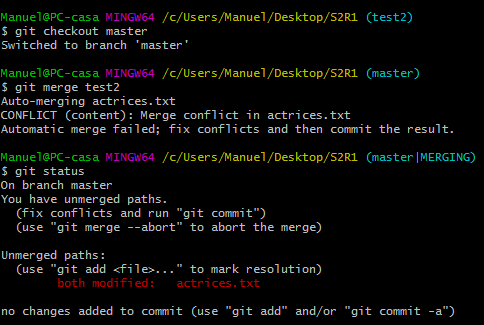 Manuel@PC-casa MINGW64 /c/Users/Manuel/Desktop/S2R1 (test2)
$ git checkout master
Switched to branch 'master'
Manuel@PC-casa MINGW64 /c/Users/Manuel/Desktop/S2R1 (master)
$ git merge test2
Auto-merging actrices.txt
CONFLICT (content): Merge conflict in actrices.txt
Automatic merge failed; fix conflicts and then commit the result.
Manuel@PC-casa MINGW64 /c/Users/Manuel/Desktop/S2R1 (master|MERGING)
$ git status
On branch master
You have unmerged paths.
  (fix conflicts and run "git commit")
  (use "git merge --abort" to abort the merge)
Unmerged paths:
  (use "git add <file>..." to mark resolution)
        both modified:   actrices.txt
no changes added to commit (use "git add" and/or "git commit -a")